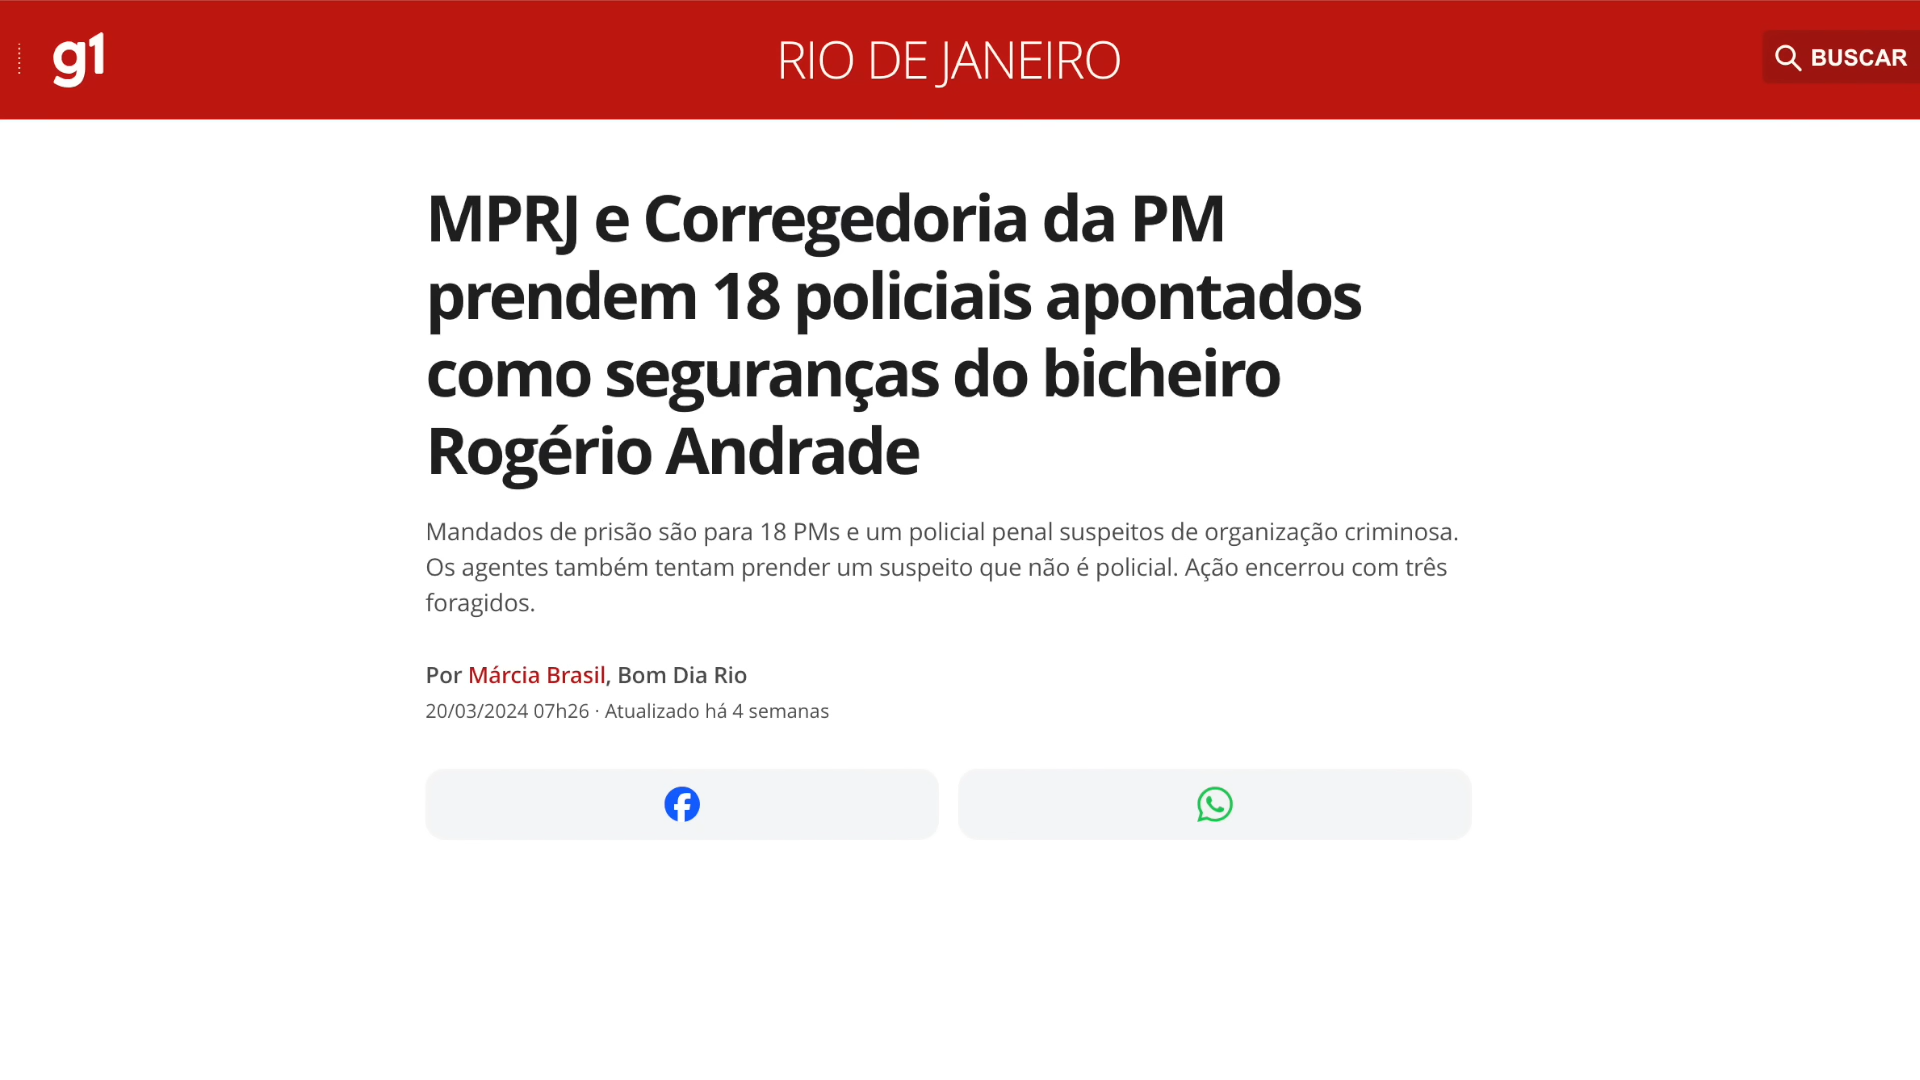 g1
RIO DE JANEIRO
BUSCAR
MPRJ e Corregedoria da PM
prendem 18 policiais apontados
como seguranças do bicheiro
Rogério Andrade
Mandados de prisão são para 18 PMs e um policial penal suspeitos de organização criminosa.
Os agentes também tentam prender um suspeito que não é policial. Ação encerrou com três
foragidos.
Por Márcia Brasil, Bom Dia Rio
20/03/2024 07h26 · Atualizado há 4 semanas